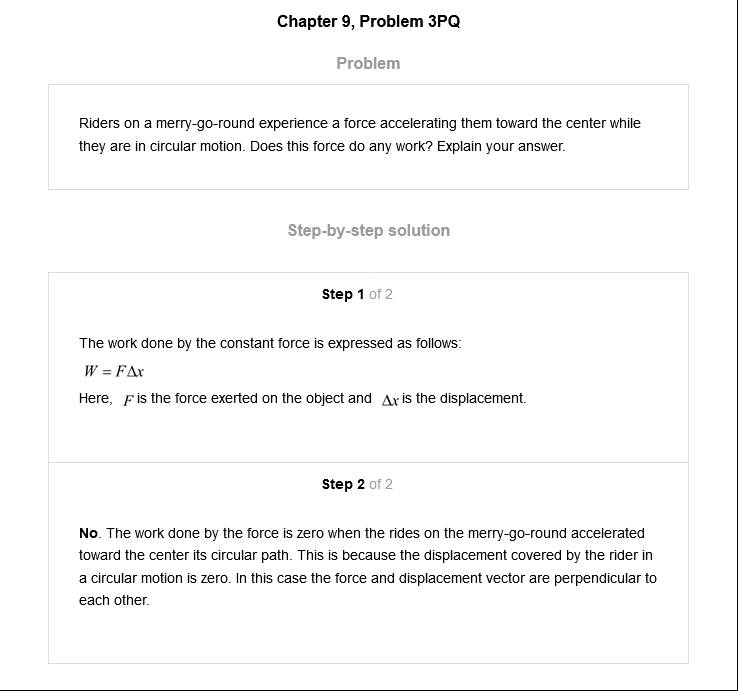 Chapter 9, Problem 3PQ
Problem
Riders on a merry-go-round experience a force accelerating them toward the center while
they are in circular motion. Does this force do any work? Explain your answer.
Step-by-step solution
Step 1 of 2
The work done by the constant force is expressed as follows:
W = FΔx
Here, F is the force exerted on the object and Δx is the displacement.
Step 2 of 2
No. The work done by the force is zero when the rides on the merry-go-round accelerated
toward the center its circular path. This is because the displacement covered by the rider in
a circular motion is zero. In this case the force and displacement vector are perpendicular to
each other.